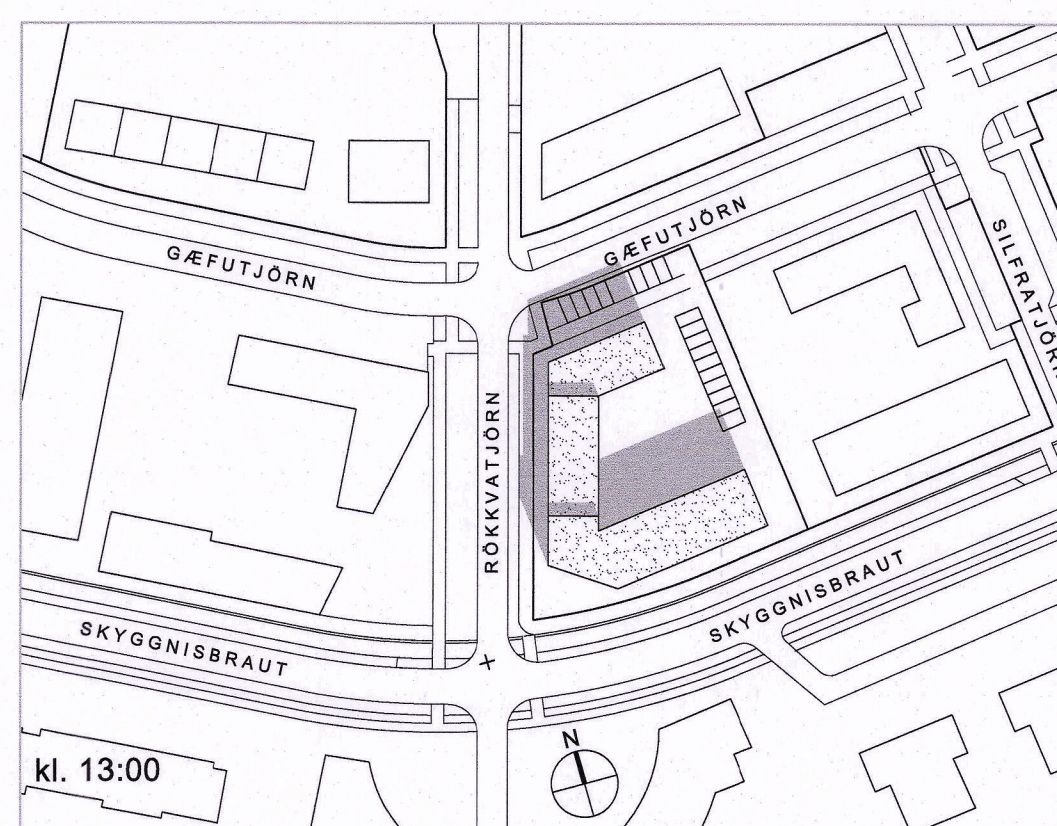 GÆFUTJÖRN
GÆFUTJÖRN
SILFRATJÖRN
RÖKKVATJÖRN
SKYGGNISBRAUT
SKYGGNISBRAUT
N
kl. 13:00